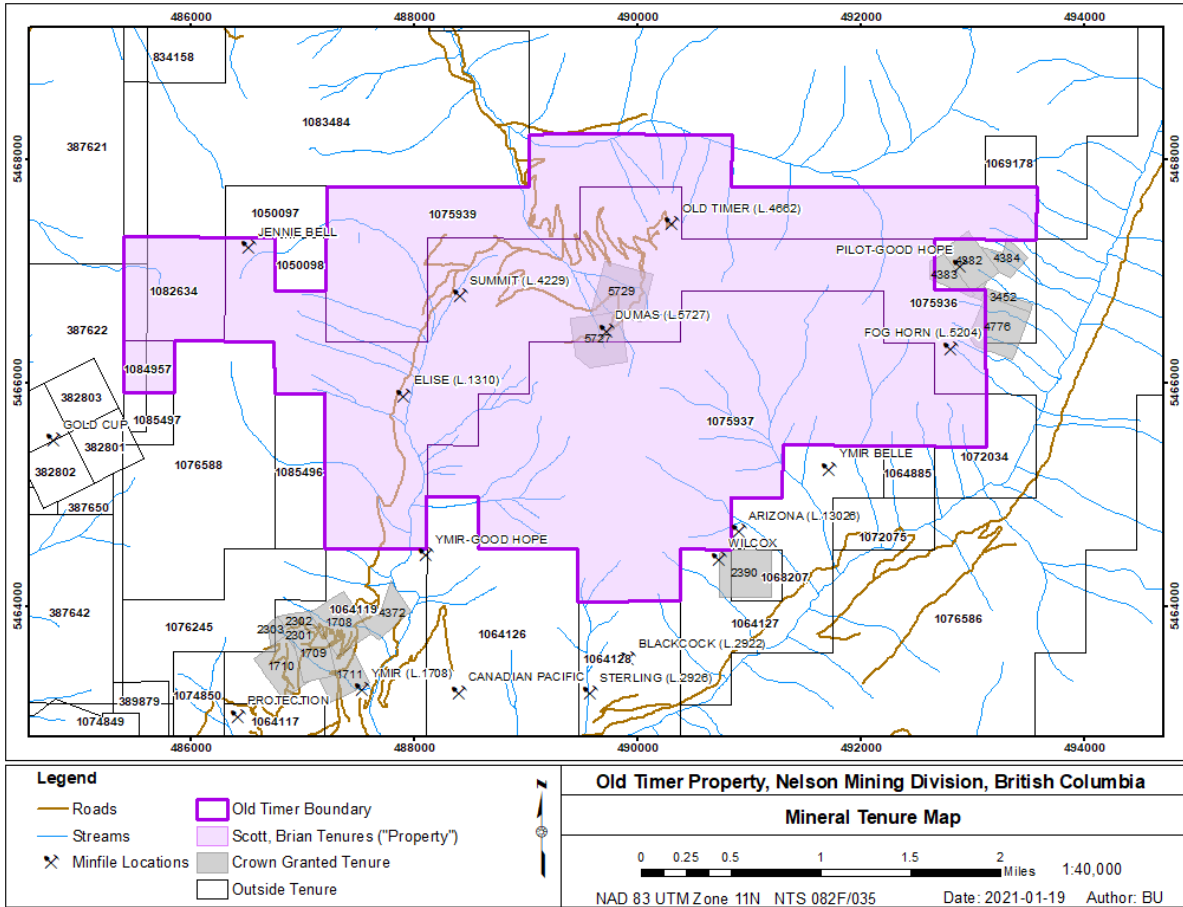 486000 488000 490000 492000 494000
834158
1083484
387621
5468000
5468000
1069178
1050097
1075939
JENNIE BELL
OLD TIMER (L.4662)
1050098
PILOT-GOOD HOPE
4382
4384
4383
1082634
SUMMIT (L.4229)
5729
1075936
3452
387622
DUMAS (L.5727)
5727
4776
FOG HORN (L.5204)
1084957
5466000
5466000
ELISE (L.1310)
382803
1085497
GOLD CUP
382801
1075937
382802
1076588
1085496
YMIR BELLE
1072034
1064885
387650
ARIZONA (L.13026)
YMIR-GOOD HOPE
WILCOX
1072075
2390
1068207
5464000
5464000
387642
1076245
2302
1064119
4372
2303
2301
1708
1064126
1064127
1076586
1709
1710
1711
BLACKCOCK (L.2922)
1064128
YMIR (L.1708)
CANADIAN PACIFIC
STERLING (L.2926)
1074850
389879
PROTECTION
1074849
1064117
486000 488000 490000 492000 494000
Legend
Roads
Streams
Minfile Locations
Old Timer Boundary
Scott, Brian Tenures ("Property")
Crown Granted Tenure
Outside Tenure
N
Old Timer Property, Nelson Mining Division, British Columbia
Mineral Tenure Map
0 0.25 0.5 1 1.5 2
Miles
1:40,000
NAD 83 UTM Zone 11N NTS 082F/035 Date: 2021-01-19 Author: BU